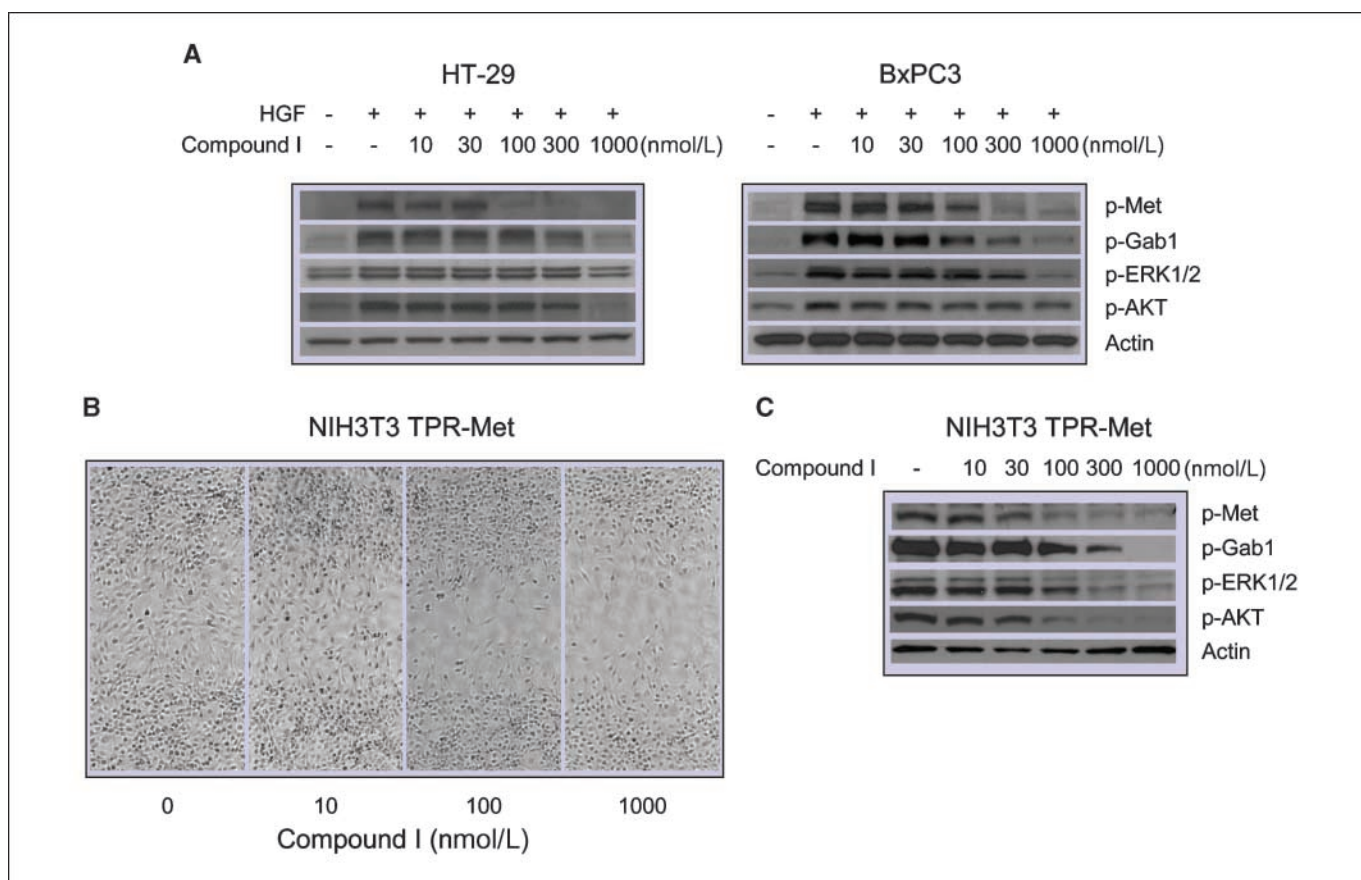 A
HT-29
HGF - + + + + + +
Compound I - - 10 30 100 300 1000 (nmol/L)
BxPC3
- + + + + + +
- - 10 30 100 300 1000 (nmol/L)
p-Met
p-Gab1
p-ERK1/2
p-AKT
Actin
B
NIH3T3 TPR-Met
0 10 100 1000
Compound I (nmol/L)
C
NIH3T3 TPR-Met
Compound I - 10 30 100 300 1000 (nmol/L)
p-Met
p-Gab1
p-ERK1/2
p-AKT
Actin